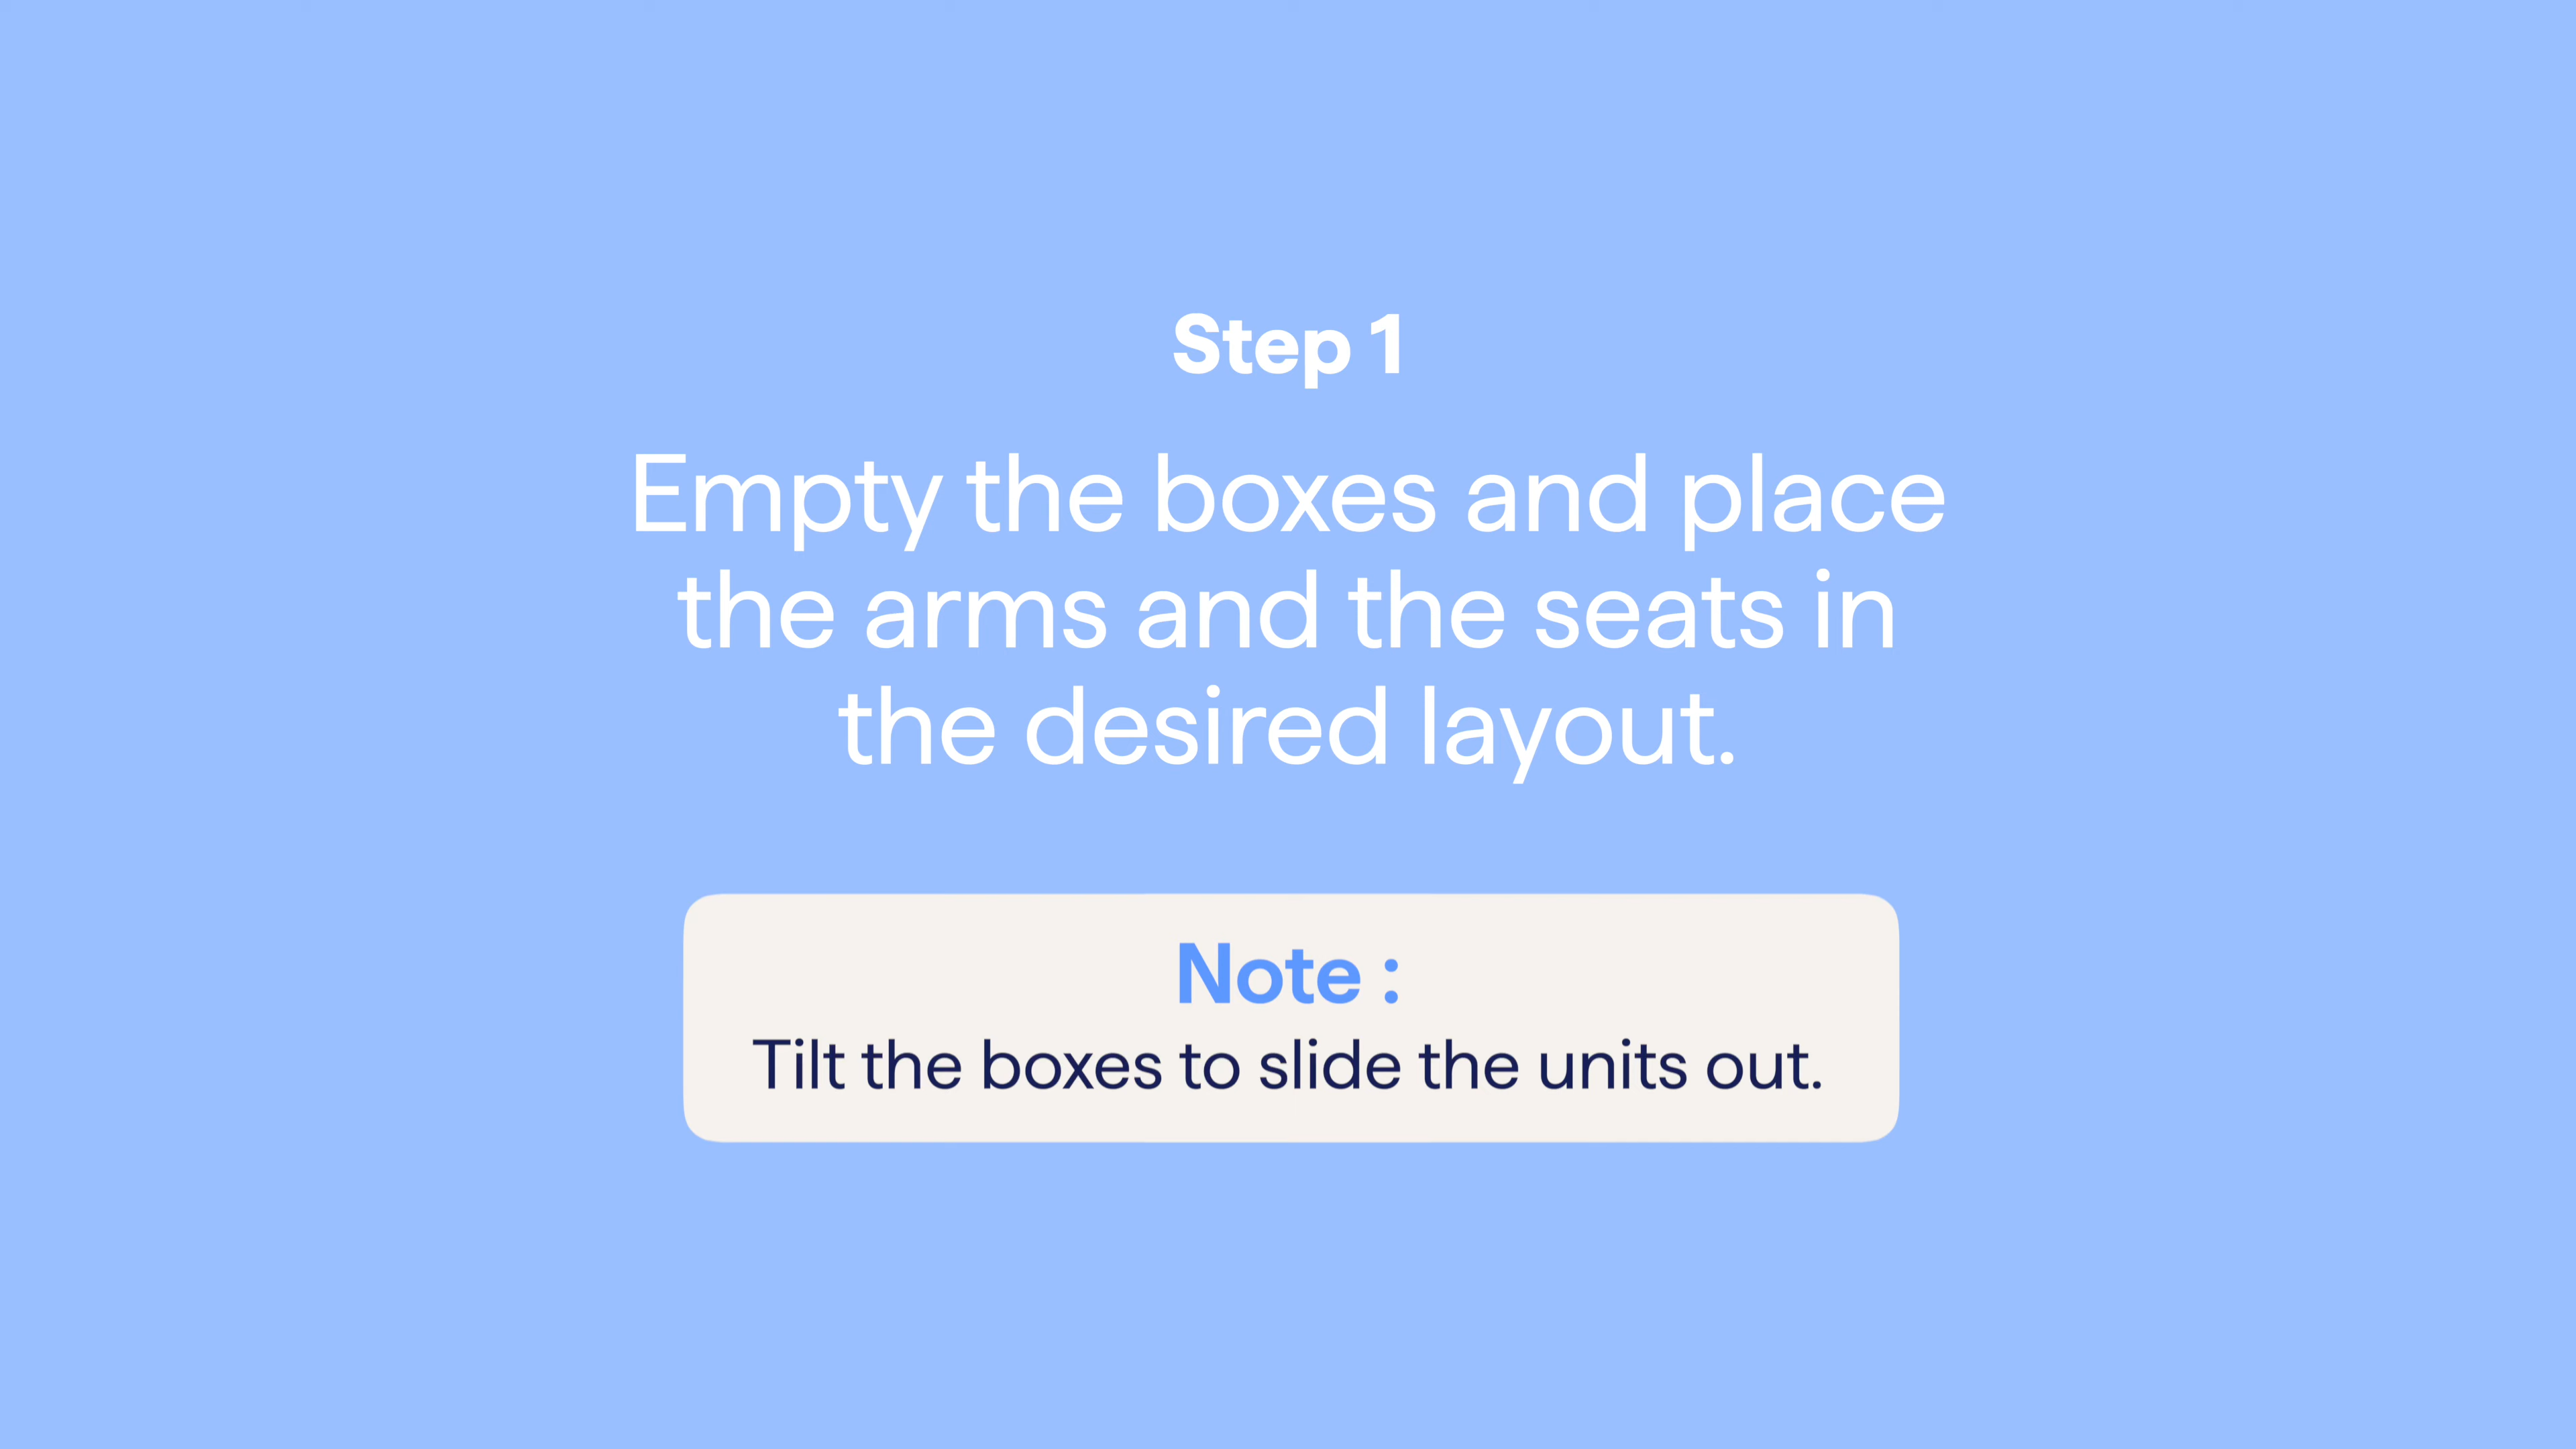 Step 1
Empty the boxes and place
the arms and the seats in
the desired layout.
Note :
Tilt the boxes to slide the units out.